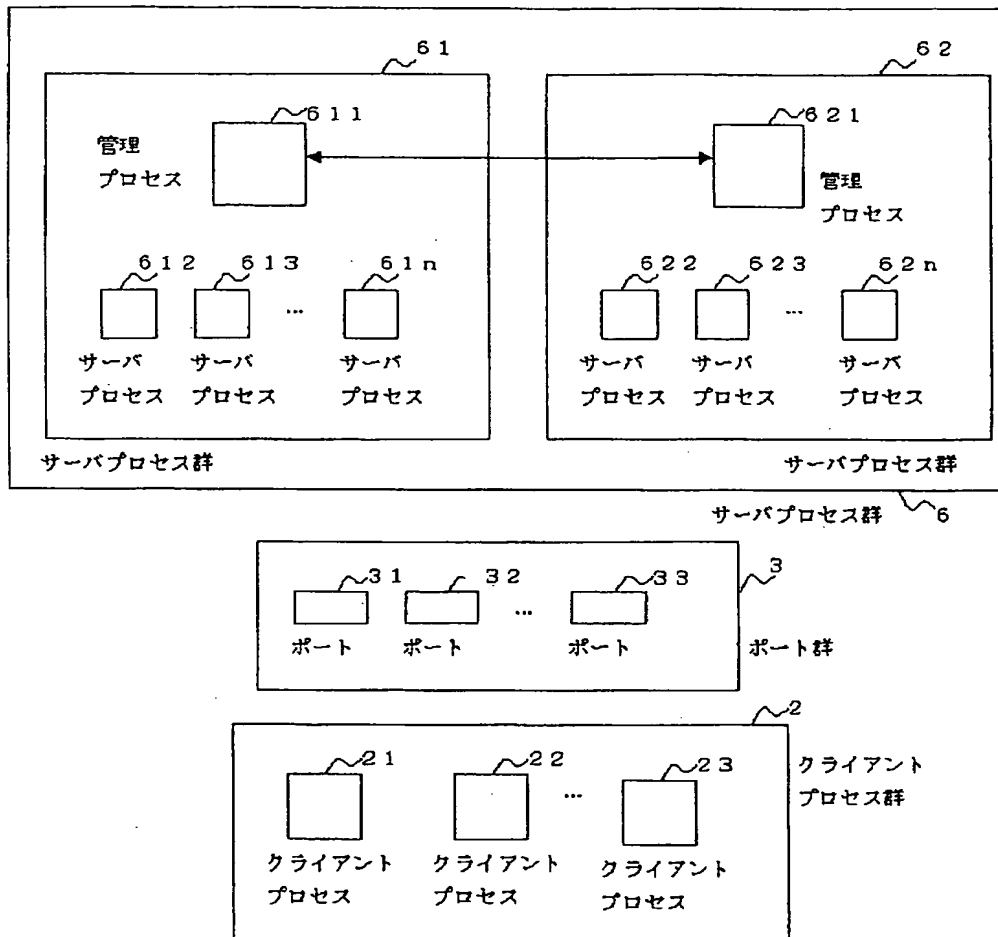 ６１
６２
６１１
６２１
管理
プロセス
管理
プロセス
６１２
６１３
６１ｎ
６２２
６２３
６２ｎ
…
…
サーバ
プロセス
サーバ
プロセス
サーバ
プロセス
サーバ
プロセス
サーバ
プロセス
サーバ
プロセス
サーバプロセス群
サーバプロセス群
サーバプロセス群
６
３
３１
３２
３３
…
ポート
ポート
ポート
ポート群
２
２１
２２
２３
…
クライアント
プロセス群
クライアント
プロセス
クライアント
プロセス
クライアント
プロセス